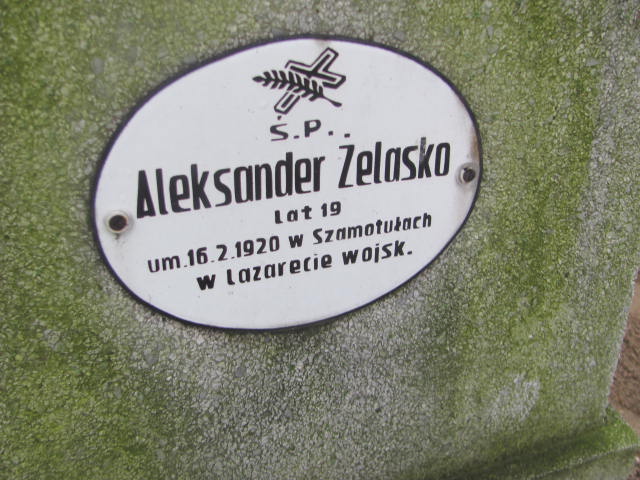 Ś.P..
Aleksander Żelasko
Lat 19
um.16.2.1920 w Szamotułach
w Lazarecie wojsk.